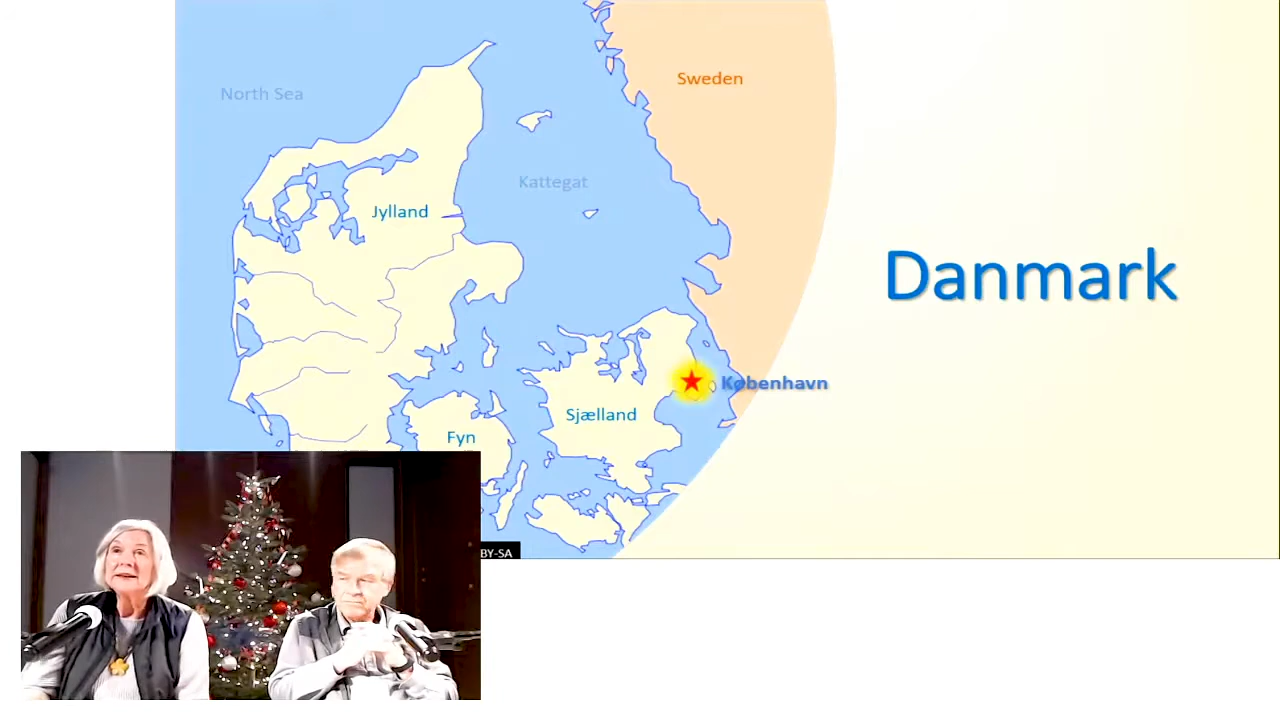 Sweden
North Sea
Kattegat
Jylland
Danmark
København
Sjælland
Fyn
BY-SA